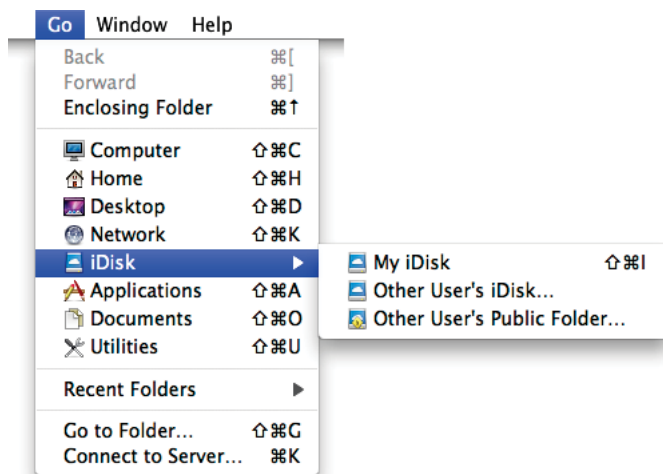 Go Window Help
Back ⌘[
Forward ⌘]
Enclosing Folder ⌘↑
Computer ⇧⌘C
Home ⇧⌘H
Desktop ⇧⌘D
Network ⇧⌘K
iDisk ▶
Applications ⇧⌘A
Documents ⇧⌘O
Utilities ⇧⌘U
Recent Folders ▶
Go to Folder... ⇧⌘G
Connect to Server... ⌘K
My iDisk ⇧⌘I
Other User's iDisk...
Other User's Public Folder...